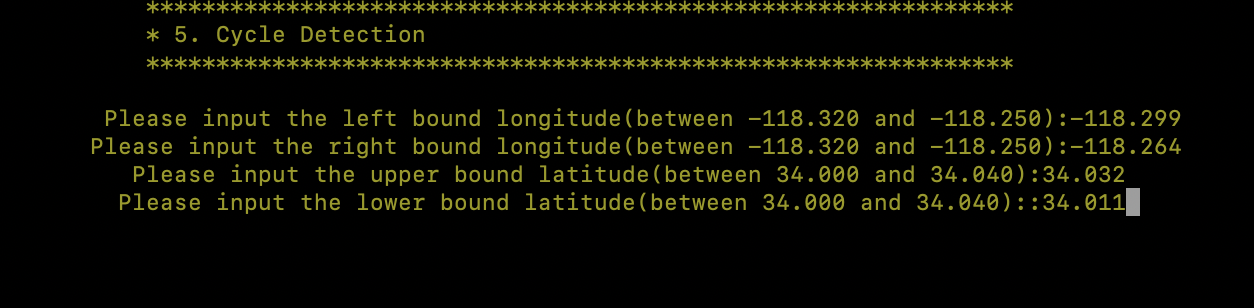 **************************************************************
* 5. Cycle Detection
**************************************************************
Please input the left bound longitude(between -118.320 and -118.250):-118.299
Please input the right bound longitude(between -118.320 and -118.250):-118.264
Please input the upper bound latitude(between 34.000 and 34.040):34.032
Please input the lower bound latitude(between 34.000 and 34.040)::34.011